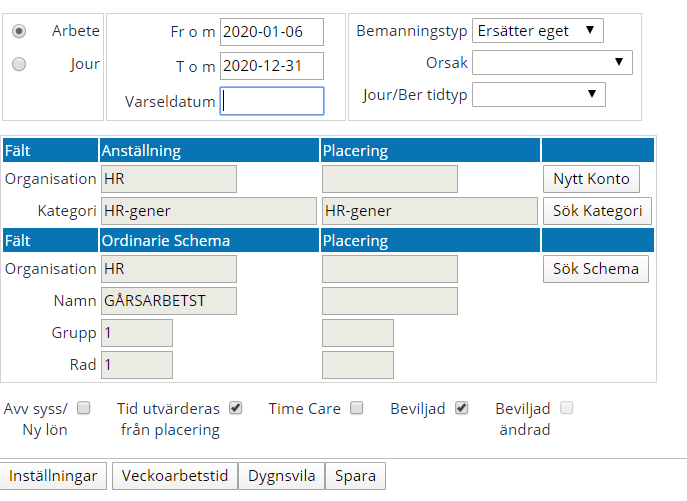 Arbete Fr o m 2020-01-06 Bemanningstyp Ersätter eget
Jour T o m 2020-12-31 Orsak
Varseldatum Jour/Ber tidtyp
Fält Anställning Placering
Organisation HR Nytt Konto
Kategori HR-gener HR-gener Sök Kategori
Fält Ordinarie Schema Placering
Organisation HR Sök Schema
Namn GÅRSARBETST
Grupp 1
Rad 1
Avv syss/ Tid utvärderas Time Care Beviljad Beviljad
Ny lön från placering ändrad
Inställningar Veckoarbetstid Dygnsvila Spara